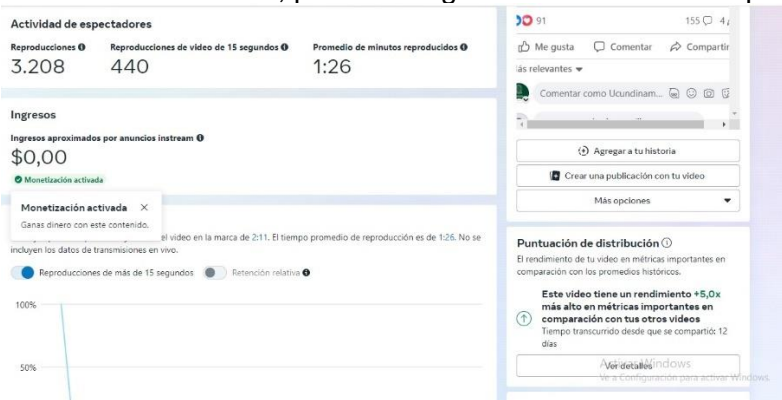 Actividad de espectadores
Reproducciones
Reproducciones de video de 15 segundos
Promedio de minutos reproducidos
3.208
440
1:26
Ingresos
Ingresos aproximados por anuncios instream
$0,00
Monetización activada
Monetización activada
Ganas dinero con este contenido.
el video en la marca de 2:11. El tiempo promedio de reproducción es de 1:26. No se
incluyen los datos de transmisiones en vivo.
Reproducciones de más de 15 segundos
Retención relativa
100%
50%
91
155
Me gusta
Comentar
Compartir
ás relevantes
Comentar como Ucundinam...
Agregar a tu historia
Crear una publicación con tu video
Más opciones
Puntuación de distribución
El rendimiento de tu video en métricas importantes en
comparación con los promedios históricos.
Este video tiene un rendimiento +5,0x
más alto en métricas importantes en
comparación con tus otros videos
Tiempo transcurrido desde que se compartió: 12
días
Ver detalles
Activar Windows
Ve a Configuración para activar Windows.